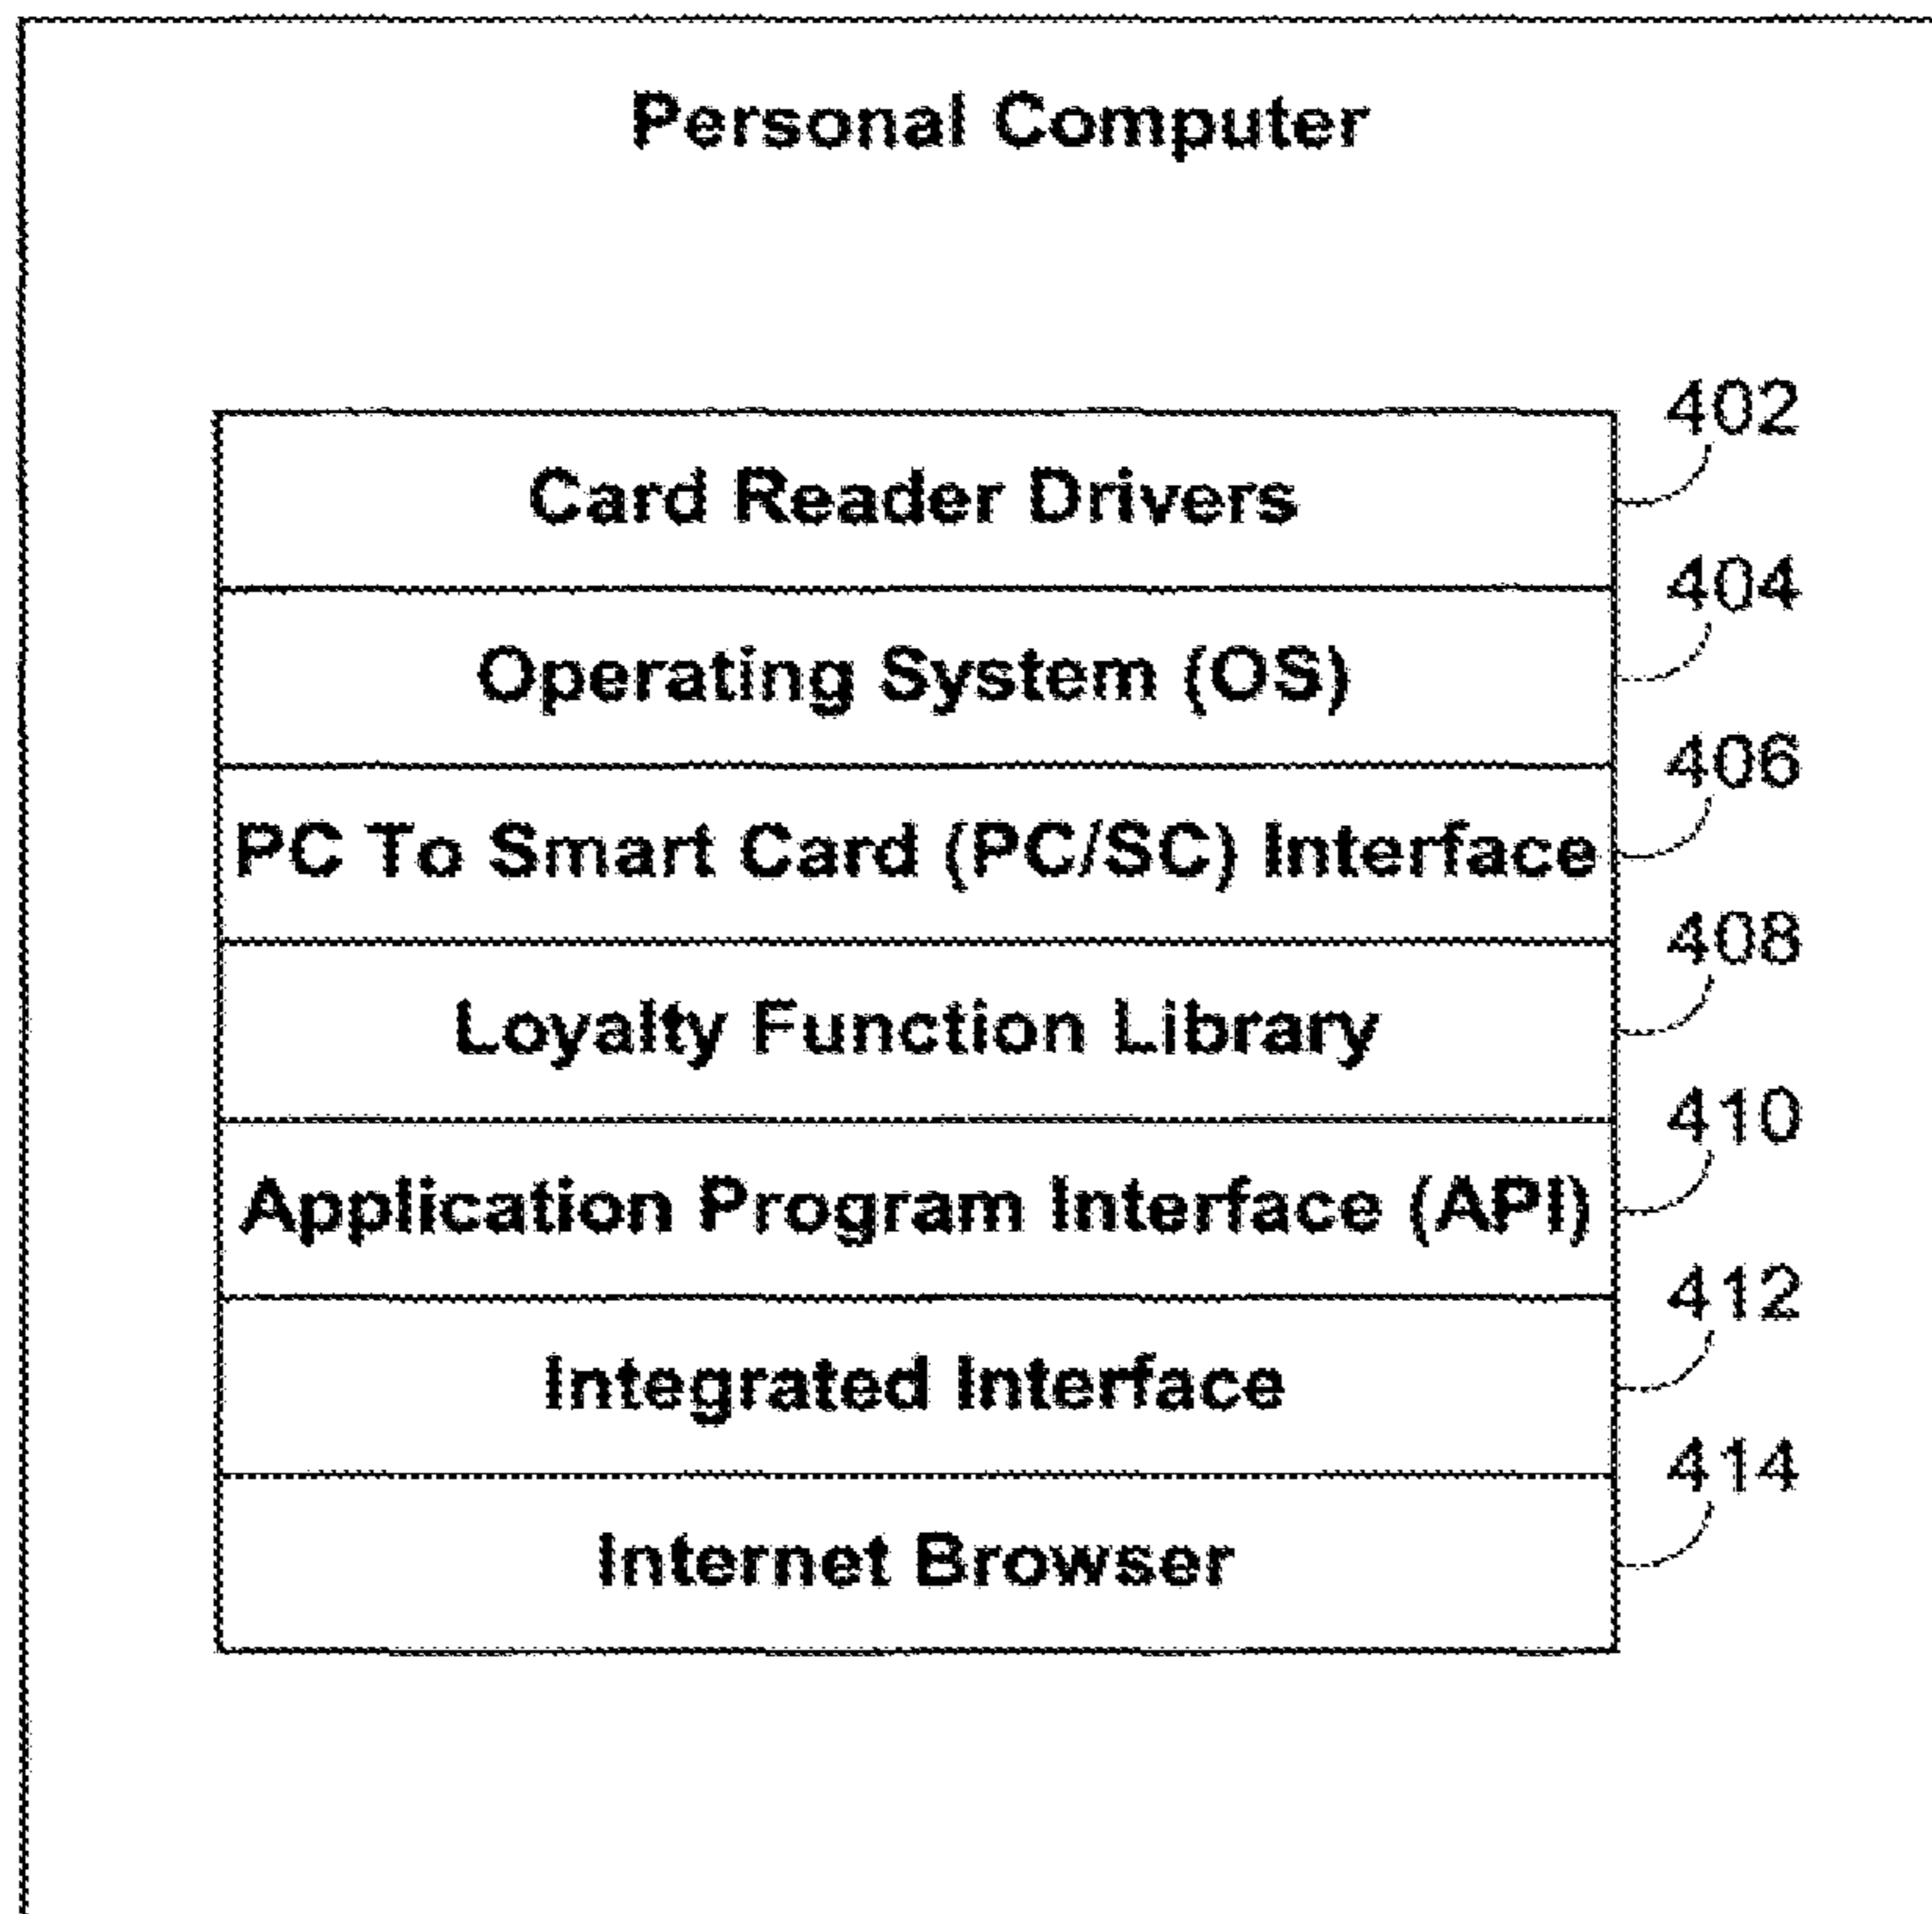 Personal Computer
402
Card Reader Drivers
404
Operating System (OS)
406
PC To Smart Card (PC/SC) Interface
408
Loyalty Function Library
410
Application Program Interface (API)
412
Integrated Interface
414
Internet Browser